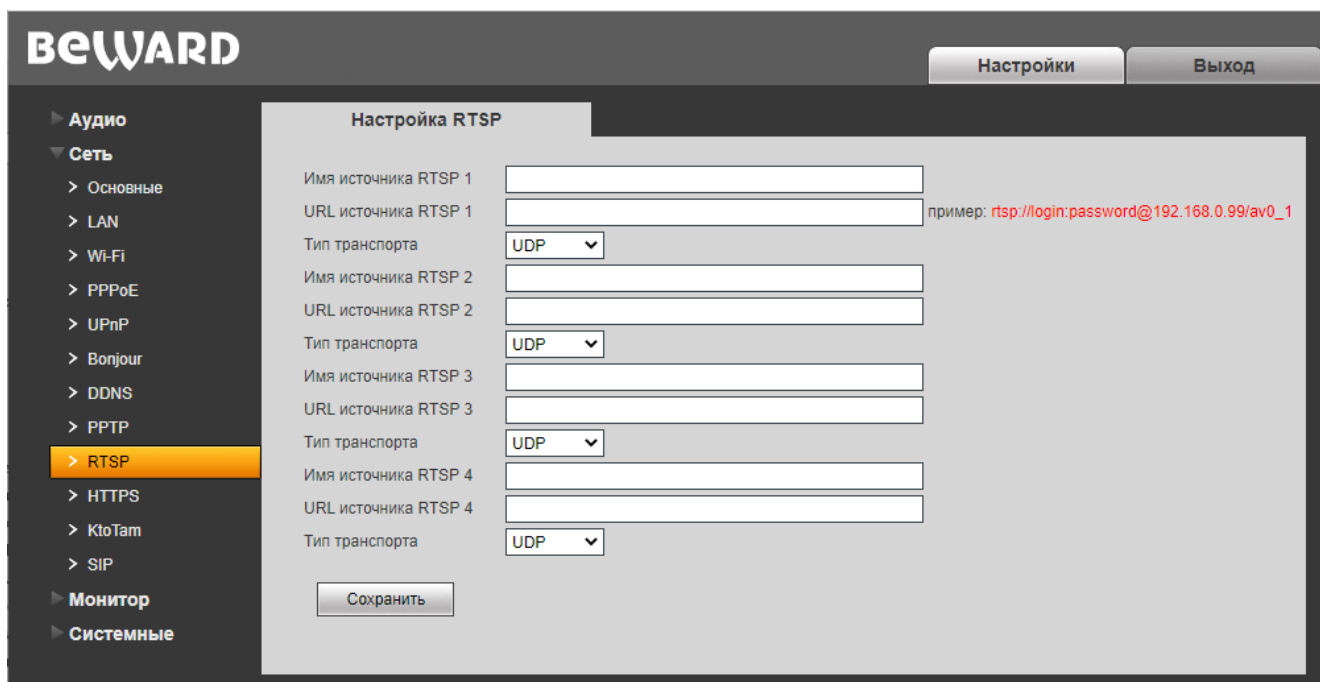 BEWARD
Настройки
Выход
Аудио
Сеть
> Основные
> LAN
> Wi-Fi
> PPPoE
> UPnP
> Bonjour
> DDNS
> PPTP
> RTSP
> HTTPS
> KtoTam
> SIP
Монитор
Системные
Настройка RTSP
Имя источника RTSP 1
URL источника RTSP 1 пример: rtsp://login:password@192.168.0.99/av0_1
Тип транспорта UDP
Имя источника RTSP 2
URL источника RTSP 2
Тип транспорта UDP
Имя источника RTSP 3
URL источника RTSP 3
Тип транспорта UDP
Имя источника RTSP 4
URL источника RTSP 4
Тип транспорта UDP
Сохранить